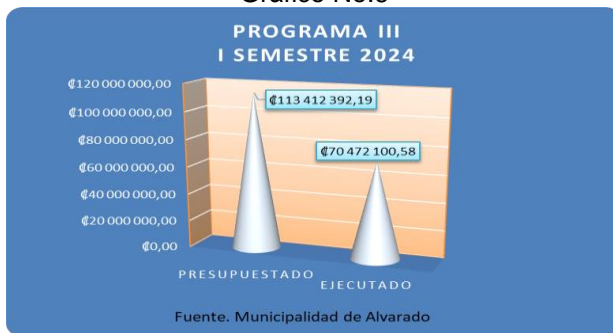 PROGRAMA III
I SEMESTRE 2024
₡120 000 000,00
₡100 000 000,00
₡80 000 000,00
₡60 000 000,00
₡40 000 000,00
₡20 000 000,00
₡0,00
₡113 412 392,19
₡70 472 100,58
PRESUPUESTADO
EJECUTADO
Fuente. Municipalidad de Alvarado